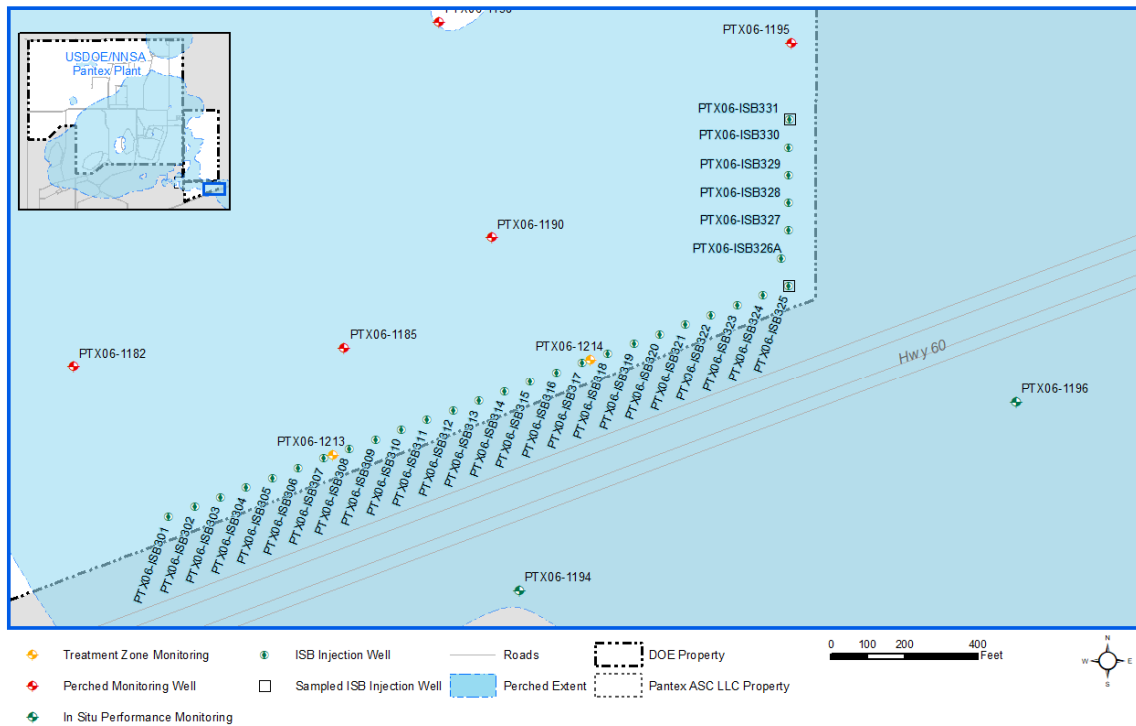 USDOE/NNSA
Pantex Plant
PTX06-1195
PTX06-ISB331
PTX06-ISB330
PTX06-ISB329
PTX06-ISB328
PTX06-ISB327
PTX06-ISB326A
PTX06-1190
PTX06-1185
PTX06-1182
PTX06-1214
PTX06-1213
PTX06-1196
PTX06-1194
Hwy 60
PTX06-ISB301
PTX06-ISB302
PTX06-ISB303
PTX06-ISB304
PTX06-ISB305
PTX06-ISB306
PTX06-ISB307
PTX06-ISB308
PTX06-ISB309
PTX06-ISB310
PTX06-ISB311
PTX06-ISB312
PTX06-ISB313
PTX06-ISB314
PTX06-ISB315
PTX06-ISB316
PTX06-ISB317
PTX06-ISB318
PTX06-ISB319
PTX06-ISB320
PTX06-ISB321
PTX06-ISB322
PTX06-ISB323
PTX06-ISB324
PTX06-ISB325
Treatment Zone Monitoring
ISB Injection Well
Roads
DOE Property
Perched Monitoring Well
Sampled ISB Injection Well
Perched Extent
Pantex ASC LLC Property
In Situ Performance Monitoring
0 100 200 400
Feet
N
W E
S